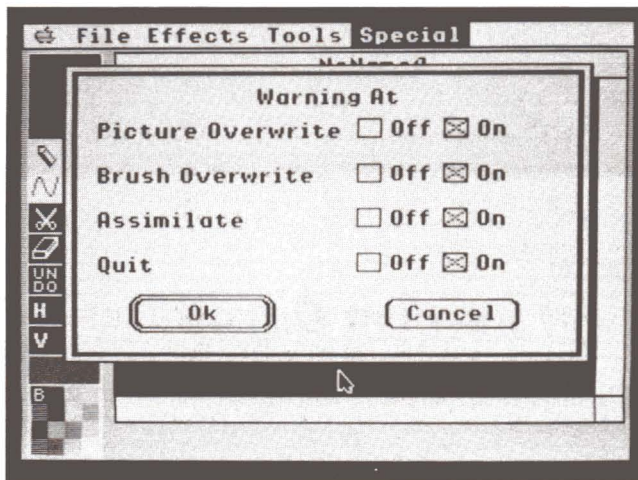 File Effects Tools Special
Warning At
Picture Overwrite Off On
Brush Overwrite Off On
Assimilate Off On
Quit Off On
Ok Cancel
UN
DO
H
V
B